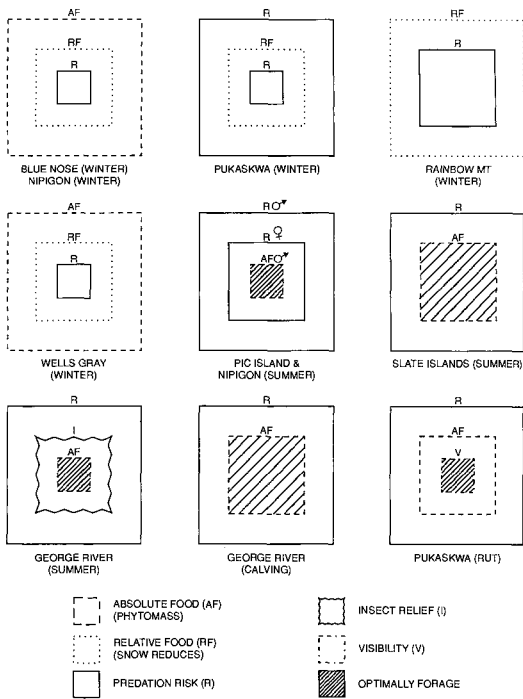 AF
RF
R
BLUE NOSE (WINTER)
NIPIGON (WINTER)
R
RF
R
PUKASKWA (WINTER)
RF
R
RAINBOW MT
(WINTER)
AF
RF
R
WELLS GRAY
(WINTER)
R♂
R♀
AF♂
PIC ISLAND &
NIPIGON (SUMMER)
R
AF
SLATE ISLANDS (SUMMER)
R
I
AF
GEORGE RIVER
(SUMMER)
R
AF
GEORGE RIVER
(CALVING)
R
AF
V
PUKASKWA (RUT)
ABSOLUTE FOOD (AF)
(PHYTOMASS)
RELATIVE FOOD (RF)
(SNOW REDUCES)
PREDATION RISK (R)
INSECT RELIEF (I)
VISIBILITY (V)
OPTIMALLY FORAGE